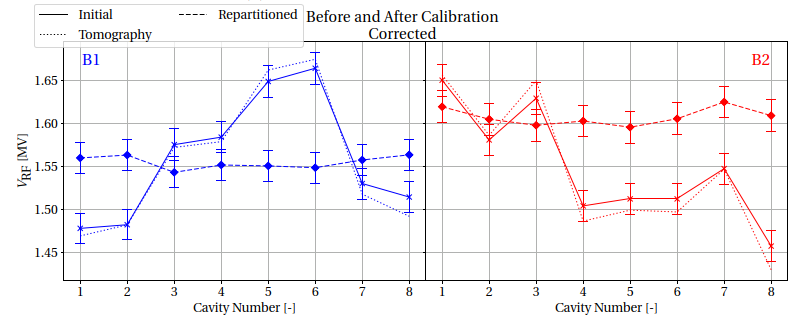 Initial
Repartitioned
Tomography
Before and After Calibration
Corrected
B1
B2
1.65
1.60
1.55
1.50
1.45
V_RF [MV]
1 2 3 4 5 6 7 8
1 2 3 4 5 6 7 8
Cavity Number [-]
Cavity Number [-]